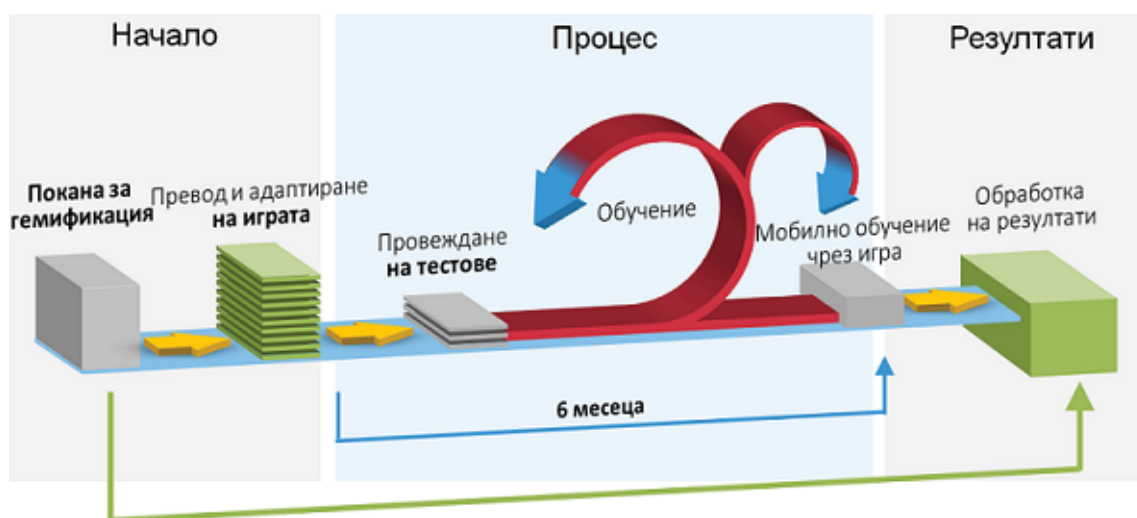 Начало
Процес
Резултати
Покана за
гемификация
Превод и адаптиране
на играта
Провеждане
на тестове
Обучение
Мобилно обучение
чрез игра
Обработка
на резултати
6 месеца